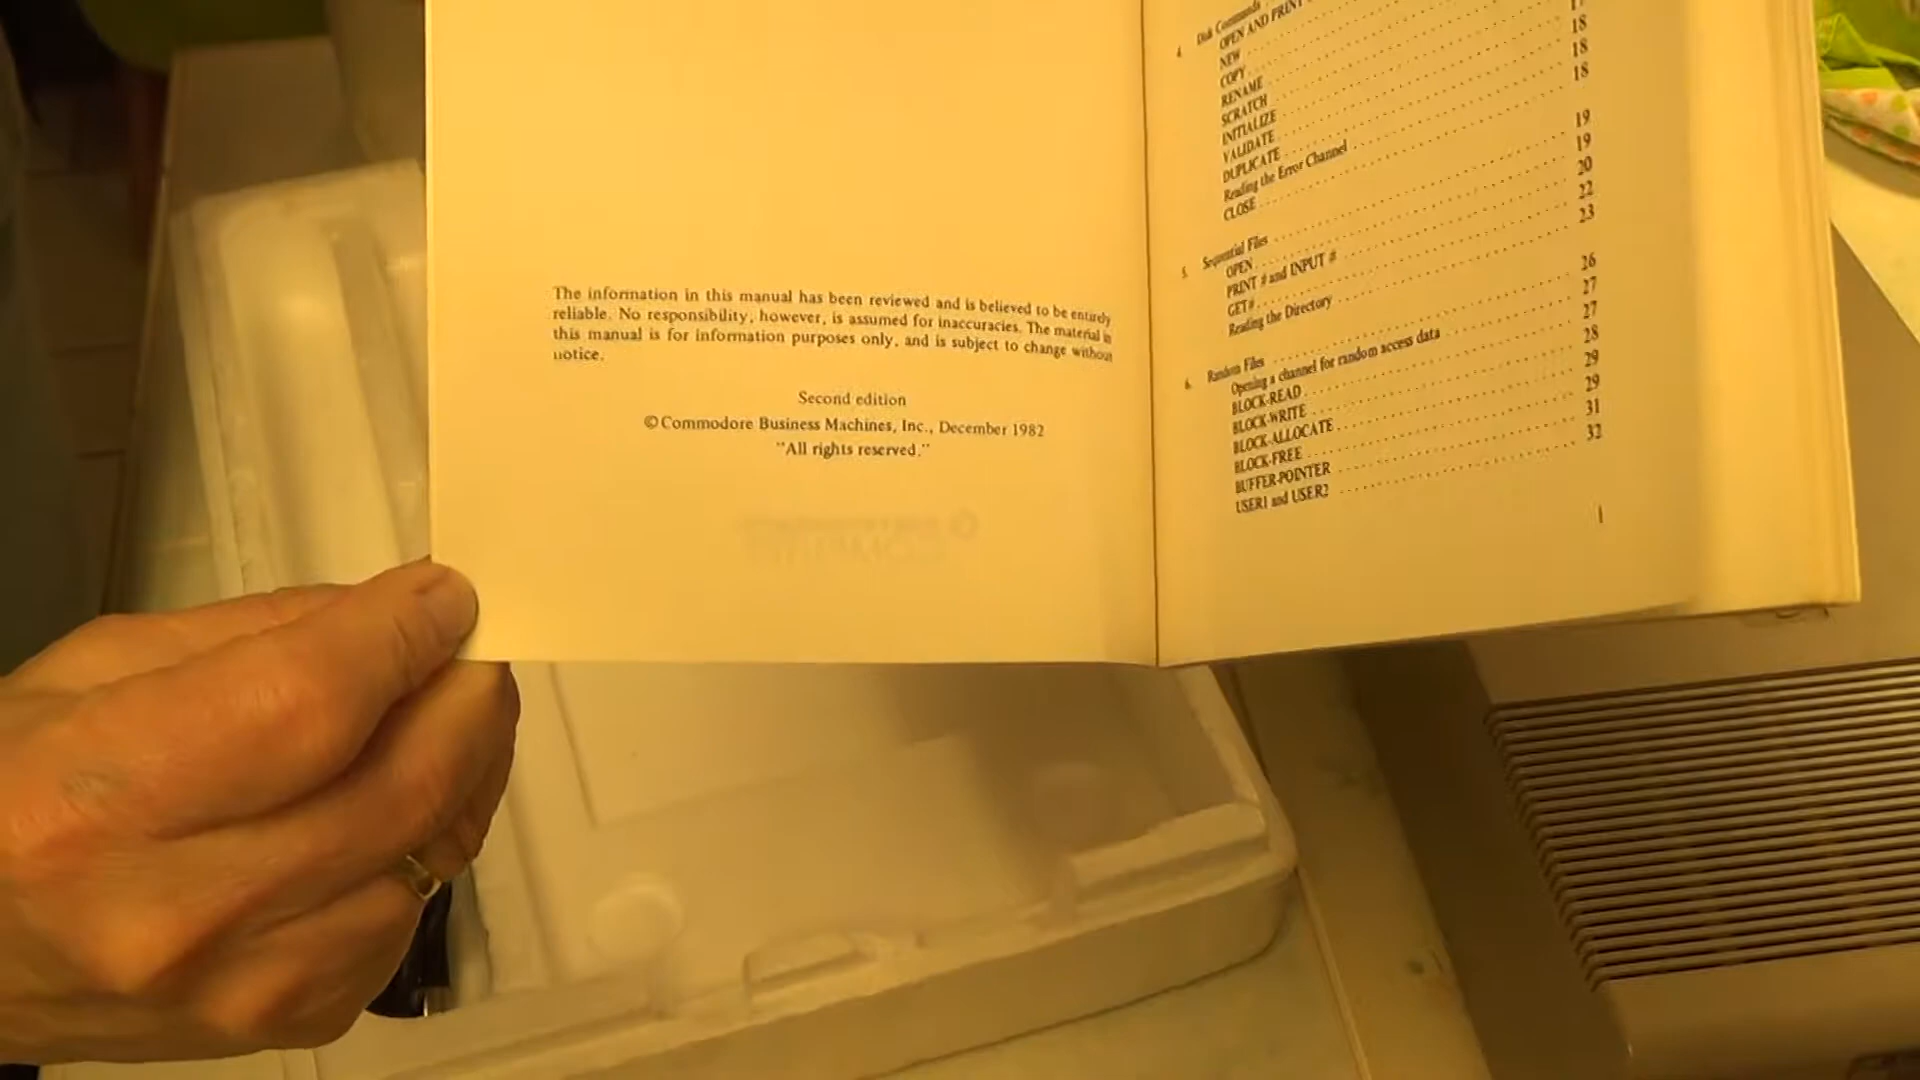 The information in this manual has been reviewed and is believed to be entirely
reliable. No responsibility, however, is assumed for inaccuracies. The material in
this manual is for information purposes only, and is subject to change without
notice.
Second edition
©Commodore Business Machines, Inc., December 1982
"All rights reserved."
4. Disk Commands
OPEN AND PRINT
NEW
COPY
RENAME
SCRATCH
INITIALIZE
VALIDATE
DUPLICATE
Reading the Error Channel
CLOSE
17
18
18
18
5. Sequential Files
OPEN
PRINT # and INPUT #
GET#
Reading the Directory
19
19
20
22
23
6. Random Files
Opening a channel for random access data
BLOCK-READ
BLOCK-WRITE
BLOCK-ALLOCATE
BLOCK-FREE
BUFFER-POINTER
USER1 and USER2
26
27
27
28
29
29
31
32
1